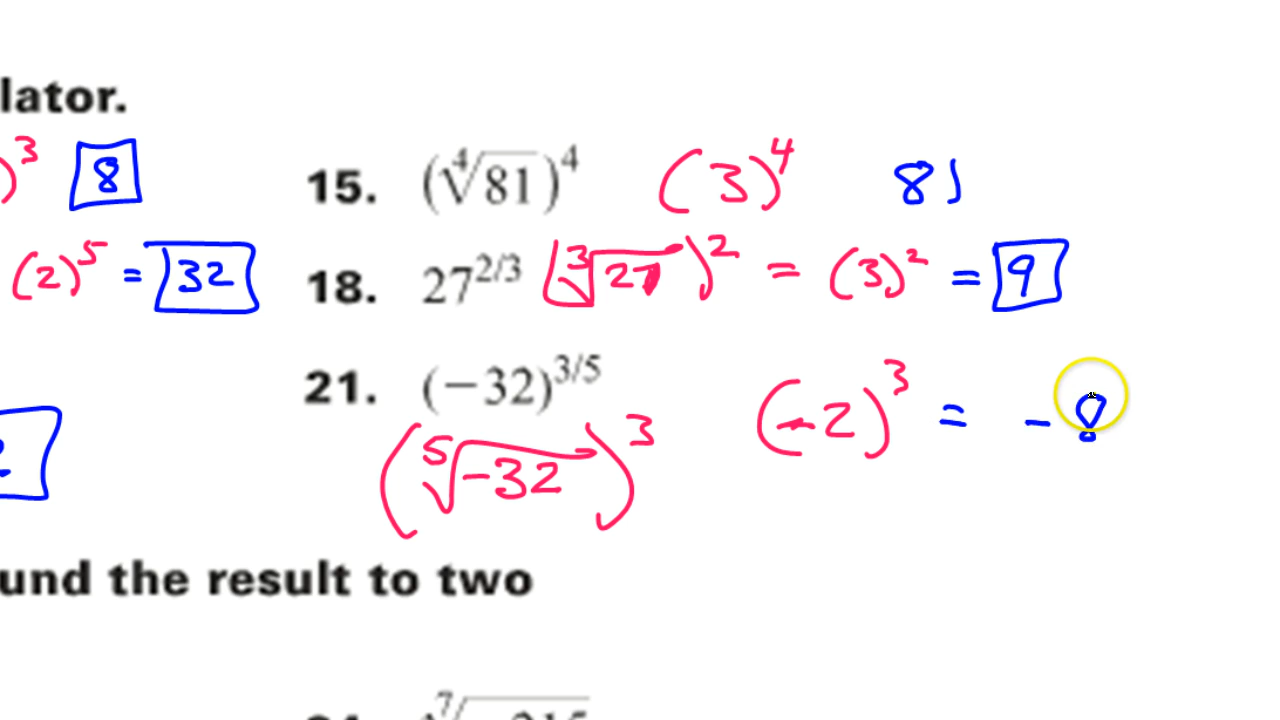 lator.
)³ 8 15. (∜81)⁴ (3)⁴ 81
(2)⁵ = 32 18. 27^{2/3} (∛27)² = (3)² = 9
21. (−32)^{3/5} (-2)³ = -8
(⁵√-32)³
2
und the result to two